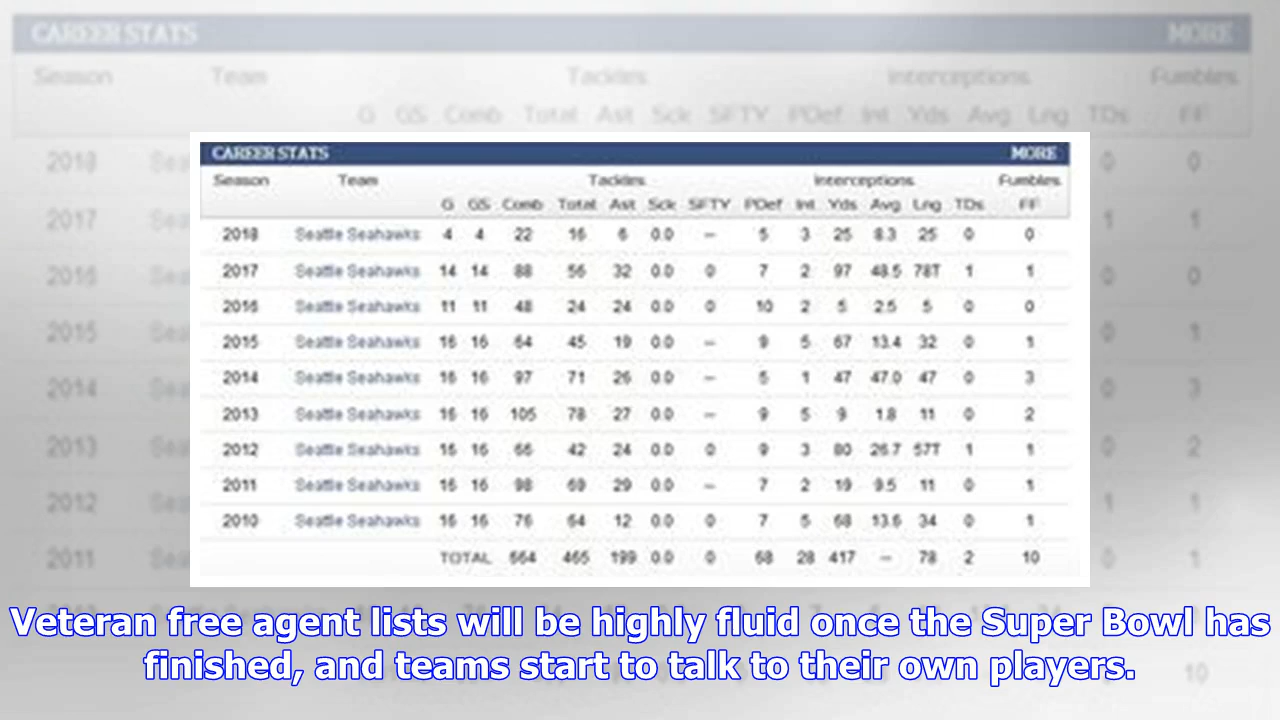 CAREER STATS MORE
Season Team Tackles Interceptions Fumbles
G GS Comb Total Ast Sck SFTY PDef Int Yds Avg Lng TDs FF
2018 Seattle Seahawks 4 4 22 16 6 0.0 -- 5 3 25 8.3 25 0 0
2017 Seattle Seahawks 14 14 88 56 32 0.0 0 7 2 97 48.5 78T 1 1
2016 Seattle Seahawks 11 11 48 24 24 0.0 0 10 2 5 2.5 5 0 0
2015 Seattle Seahawks 16 16 64 45 19 0.0 -- 9 5 67 13.4 32 0 1
2014 Seattle Seahawks 16 16 97 71 26 0.0 -- 5 1 47 47.0 47 0 3
2013 Seattle Seahawks 16 16 105 78 27 0.0 -- 9 5 9 1.8 11 0 2
2012 Seattle Seahawks 16 16 66 42 24 0.0 0 9 3 80 26.7 57T 1 1
2011 Seattle Seahawks 16 16 98 69 29 0.0 -- 7 2 19 9.5 11 0 1
2010 Seattle Seahawks 16 16 76 64 12 0.0 0 7 5 68 13.6 34 0 1
TOTAL 664 465 199 0.0 0 68 28 417 -- 78 2 10
Veteran free agent lists will be highly fluid once the Super Bowl has
finished, and teams start to talk to their own players.